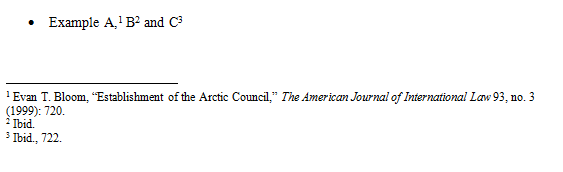 • Example A,¹ B² and C³
¹ Evan T. Bloom, “Establishment of the Arctic Council,” The American Journal of International Law 93, no. 3
(1999): 720.
² Ibid.
³ Ibid., 722.